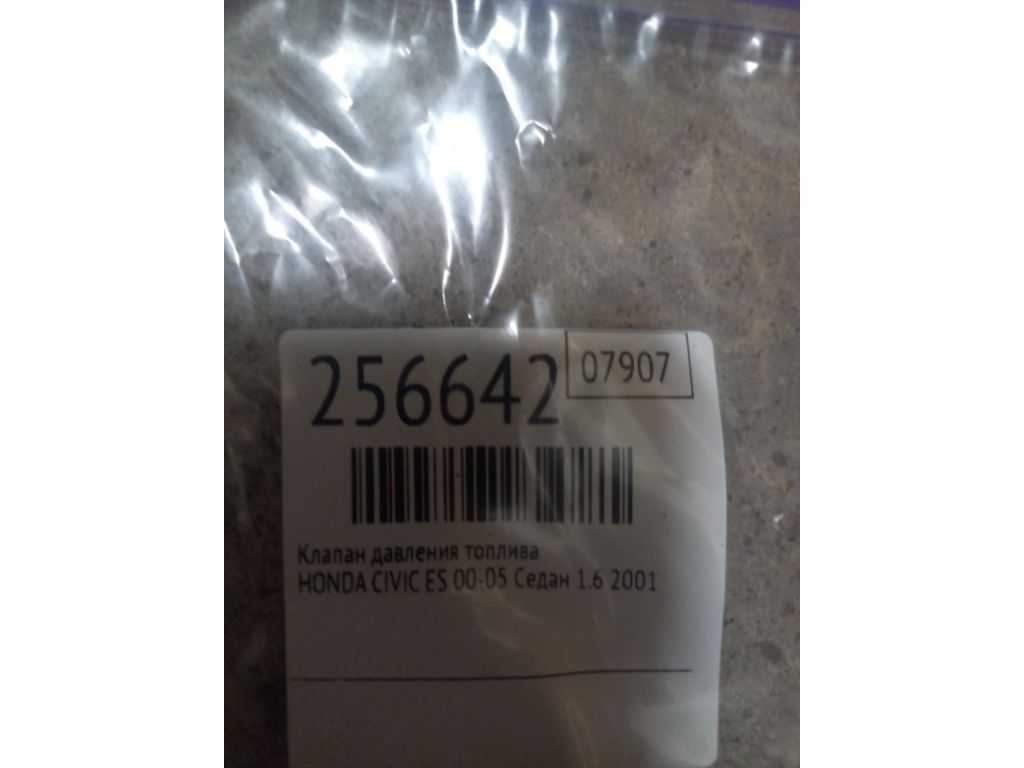 256642 07907
Клапан давления топлива
HONDA CIVIC ES 00-05 Седан 1.6 2001